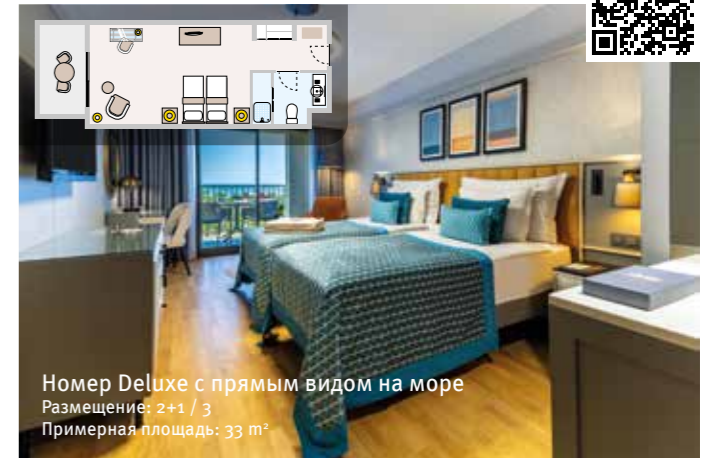 Номер Deluxe с прямым видом на море
Размещение: 2+1 / 3
Примерная площадь: 33 m²